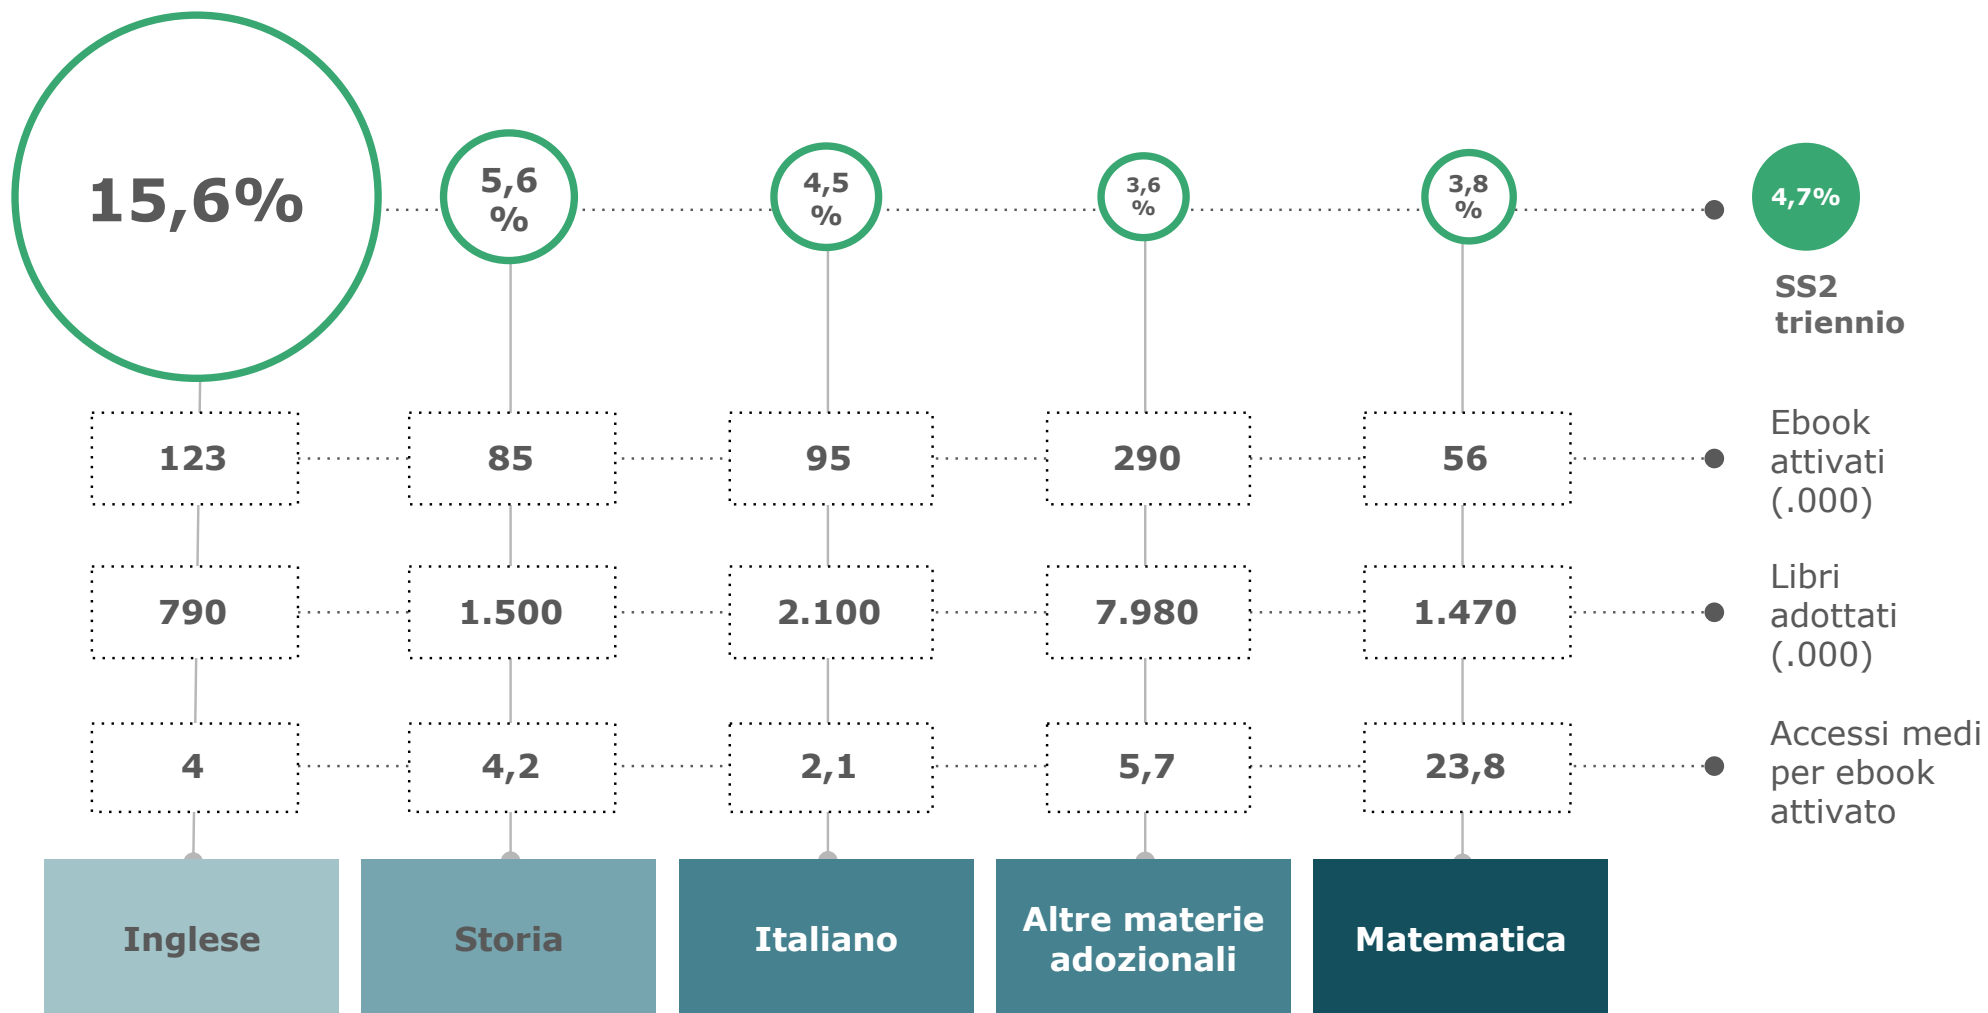 15,6%
5,6
%
4,5
%
3,6
%
3,8
%
4,7%
SS2
triennio
123
85
95
290
56
Ebook
attivati
(.000)
790
1.500
2.100
7.980
1.470
Libri
adottati
(.000)
4
4,2
2,1
5,7
23,8
Accessi medi
per ebook
attivato
Inglese
Storia
Italiano
Altre materie
adozionali
Matematica